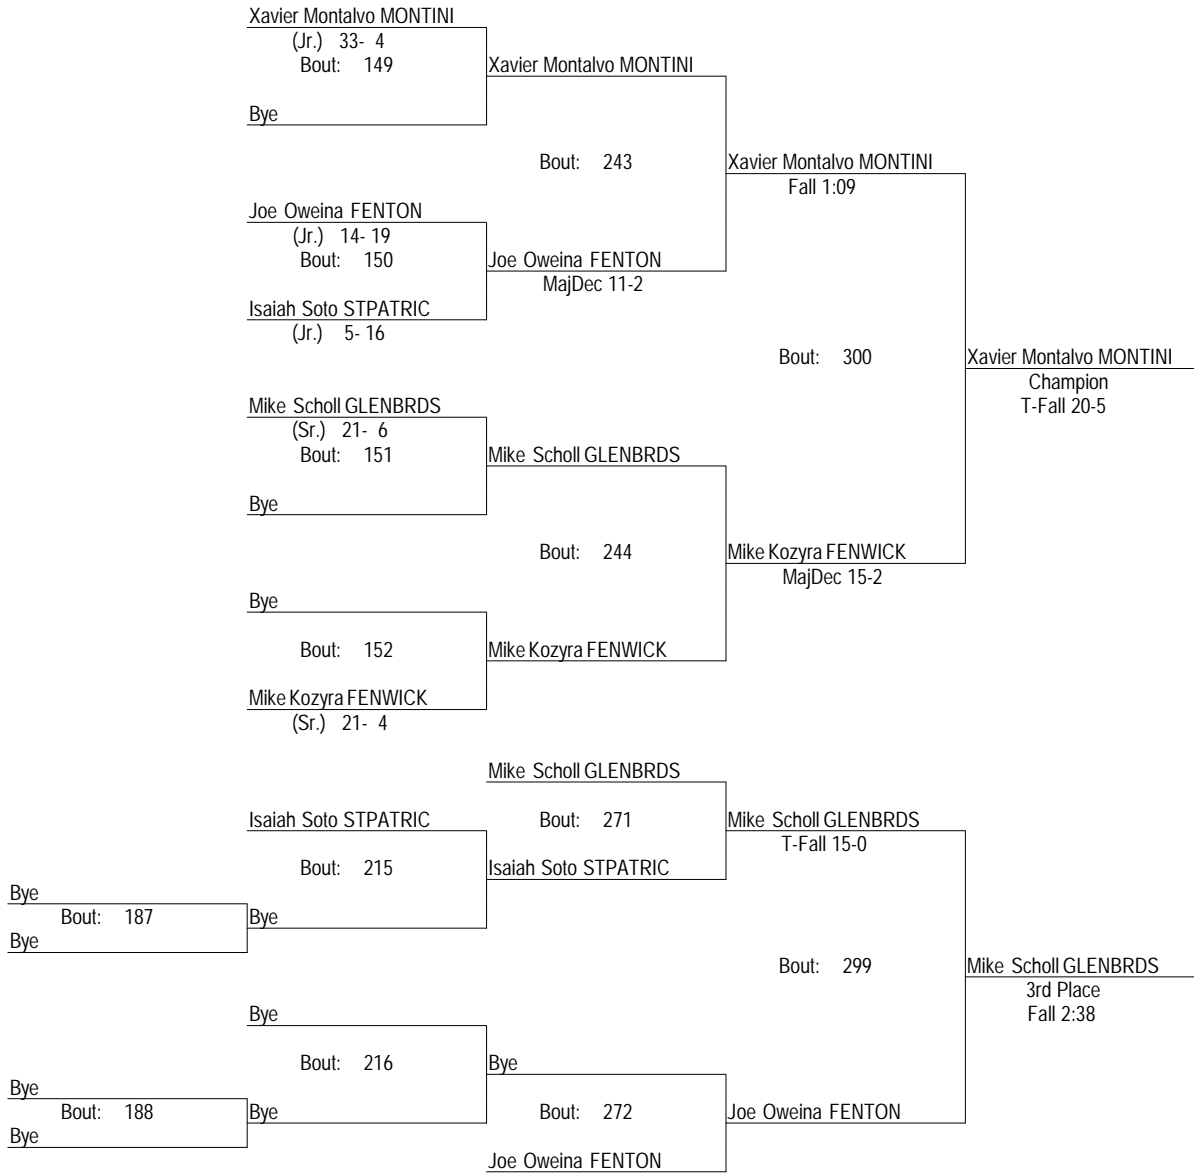 Xavier Montalvo MONTINI
(Jr.) 33- 4
Bout: 149
Xavier Montalvo MONTINI
Bye
Bout: 243
Xavier Montalvo MONTINI
Fall 1:09
Joe Oweina FENTON
(Jr.) 14- 19
Bout: 150
Joe Oweina FENTON
MajDec 11-2
Isaiah Soto STPATRIC
(Jr.) 5- 16
Bout: 300
Xavier Montalvo MONTINI
Champion
T-Fall 20-5
Mike Scholl GLENBRDS
(Sr.) 21- 6
Bout: 151
Mike Scholl GLENBRDS
Bye
Bout: 244
Mike Kozyra FENWICK
MajDec 15-2
Bye
Bout: 152
Mike Kozyra FENWICK
Mike Kozyra FENWICK
(Sr.) 21- 4
Mike Scholl GLENBRDS
Isaiah Soto STPATRIC
Bout: 271
Mike Scholl GLENBRDS
T-Fall 15-0
Bout: 215
Isaiah Soto STPATRIC
Bye
Bout: 187
Bye
Bye
Bout: 299
Mike Scholl GLENBRDS
3rd Place
Fall 2:38
Bye
Bout: 216
Bye
Bye
Bout: 188
Bye
Bye
Bout: 272
Joe Oweina FENTON
Joe Oweina FENTON